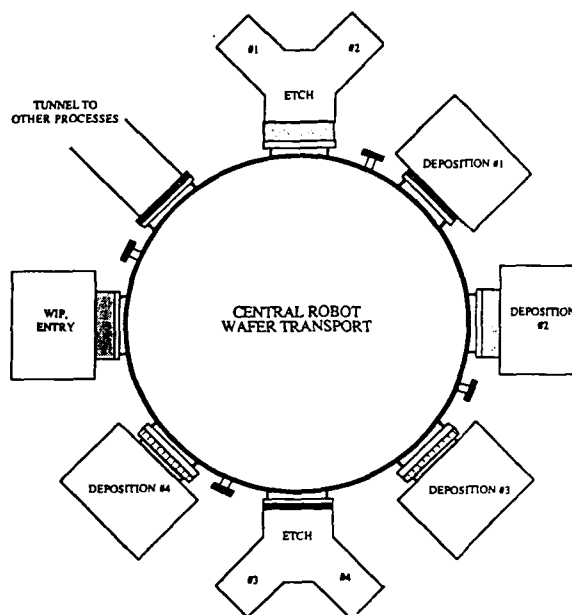 #1
#2
ETCH
TUNNEL TO
OTHER PROCESSES
DEPOSITION #1
WIP,
ENTRY
CENTRAL ROBOT
WAFER TRANSPORT
DEPOSITION
#2
DEPOSITION #4
DEPOSITION #3
ETCH
#3
#4